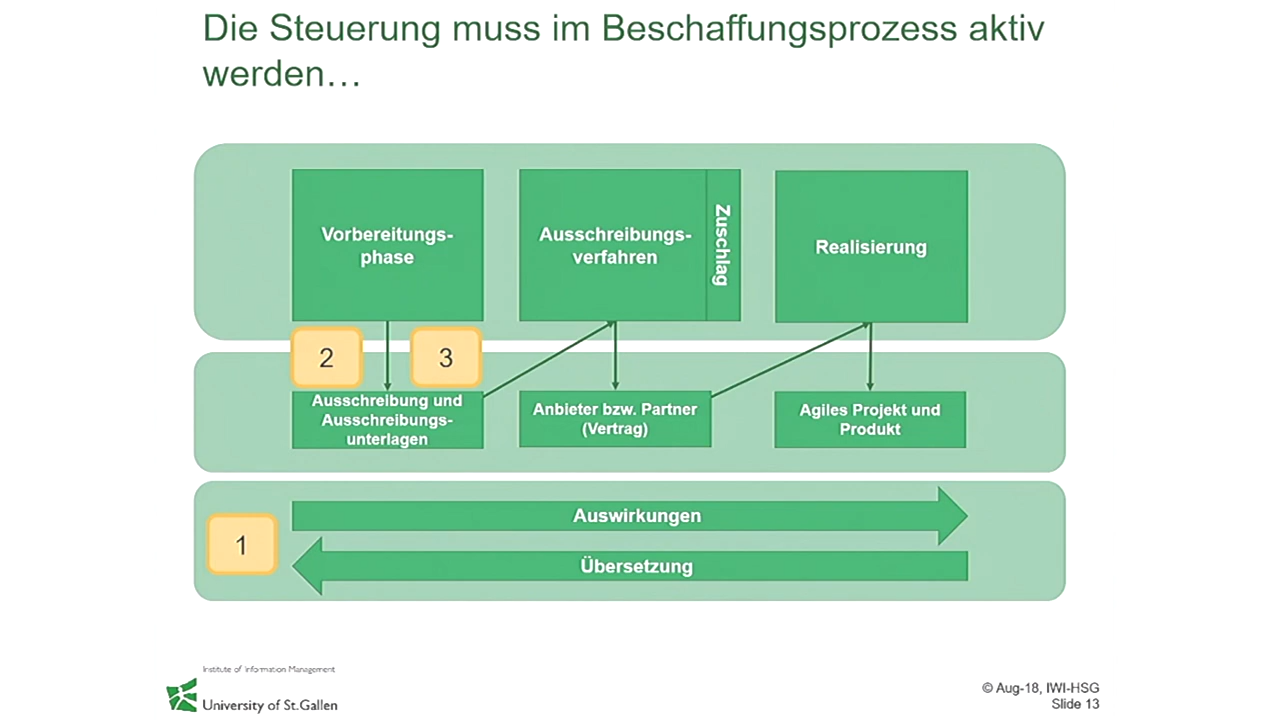 Die Steuerung muss im Beschaffungsprozess aktiv
werden…
Vorbereitungs-
phase
Ausschreibungs-
verfahren
Zuschlag
Realisierung
2
3
Ausschreibung und
Ausschreibungs-
unterlagen
Anbieter bzw. Partner
(Vertrag)
Agiles Projekt und
Produkt
1
Auswirkungen
Übersetzung
Institute of Information Management
University of St.Gallen
© Aug-18, IWI-HSG
Slide 13